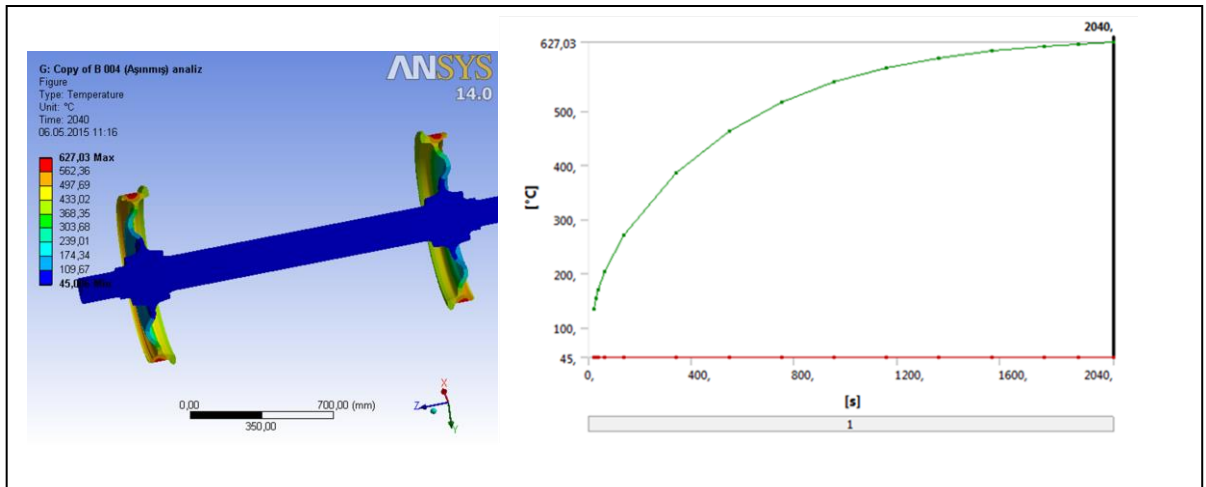 G: Copy of B 004 (Aşınmış) analiz
Figure
Type: Temperature
Unit: °C
Time: 2040
06.05.2015 11:16
ANSYS
14.0
627,03 Max
562,36
497,69
433,02
368,35
303,68
239,01
174,34
109,67
0,00
700,00 (mm)
350,00
X
Z
Y
2040,
627,03
500,
400,
300,
200,
100,
45,
[°C]
0,
400,
800,
1200,
1600,
2040,
[s]
1